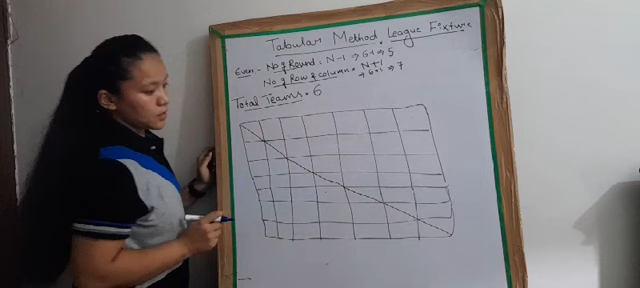 Tabular Method. League Fixture
Even:- No of Round: N-1 => 6-1 => 5
No of Row & column = N+1
=> 6+1 => 7
Total Teams = 6